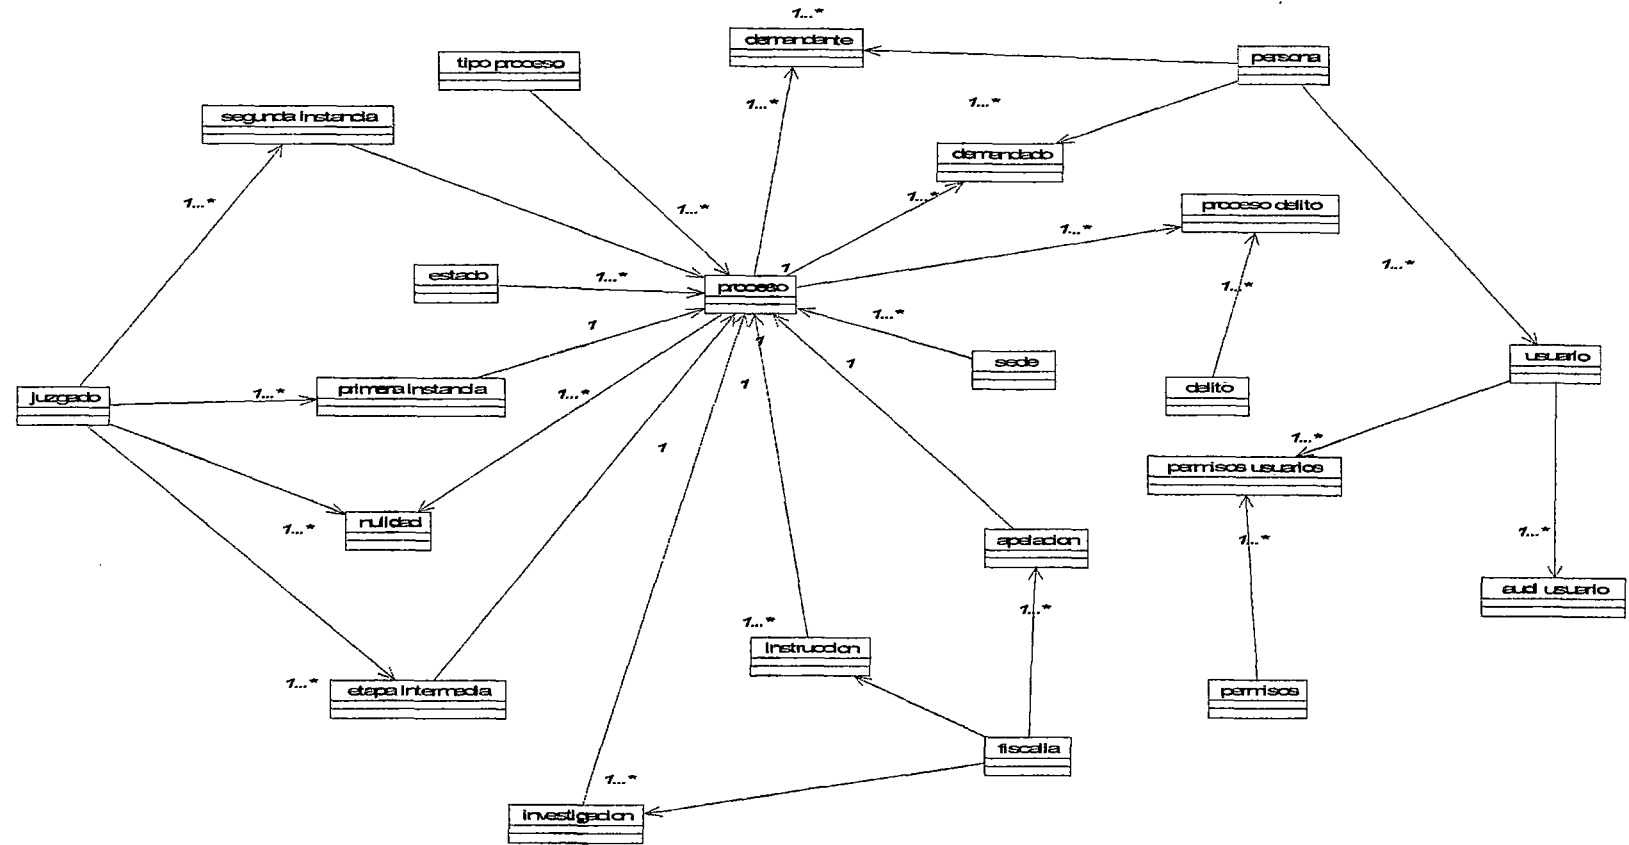 1...*
demandante
persona
tipo proceso
1...*
1...*
segunda instancia
demandado
1...*
1...*
1...*
proceso delito
1...*
1
1...*
estado
1...*
proceso
1...*
1...*
1
1
sede
usuario
1
1
primera instancia
delito
juzgado
1...*
1...*
1
1...*
permisos usuarios
nulidad
1...*
apelacion
1...*
1...*
audi usuario
1...*
1...*
instruccion
1...*
etapa intermedia
permisos
fiscalia
1...*
investigacion